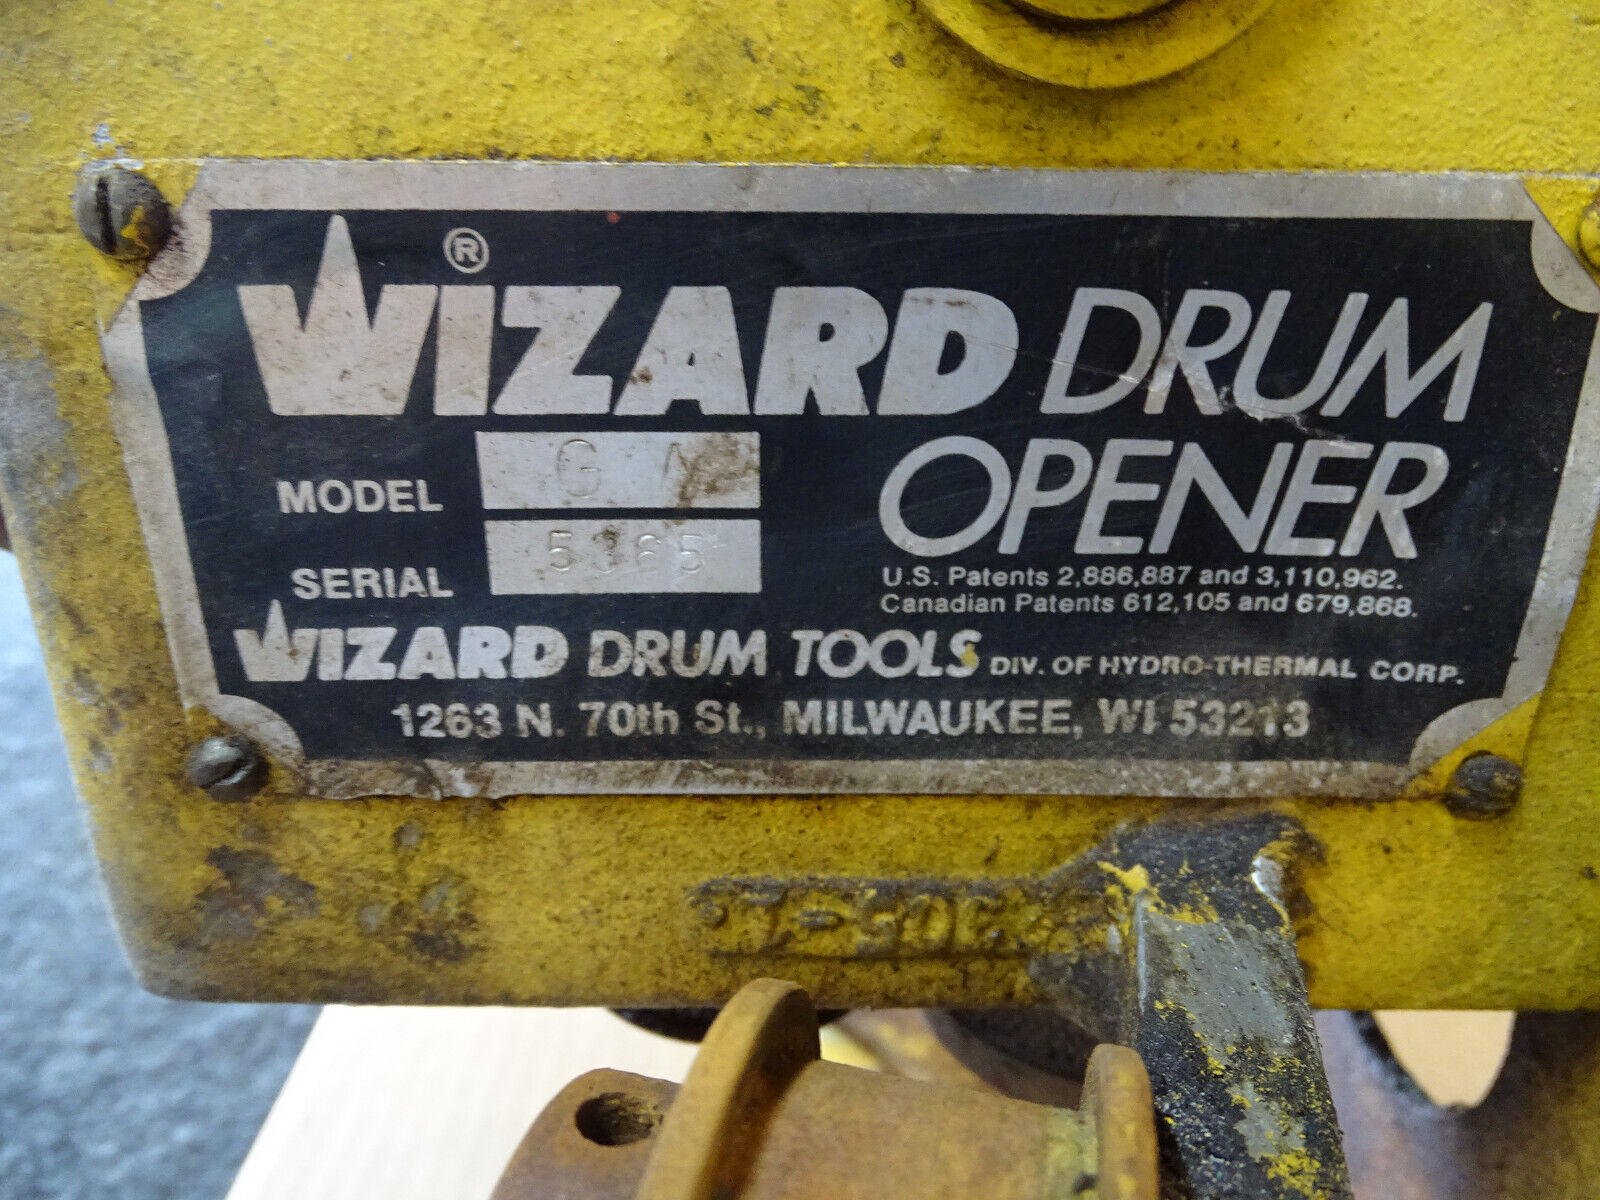 WIZARD® DRUM
OPENER
MODEL G
SERIAL 5365
U.S. Patents 2,886,887 and 3,110,962.
Canadian Patents 612,105 and 679,868.
WIZARD DRUM TOOLS DIV. OF HYDRO-THERMAL CORP.
1263 N. 70th St., MILWAUKEE, WI 53213